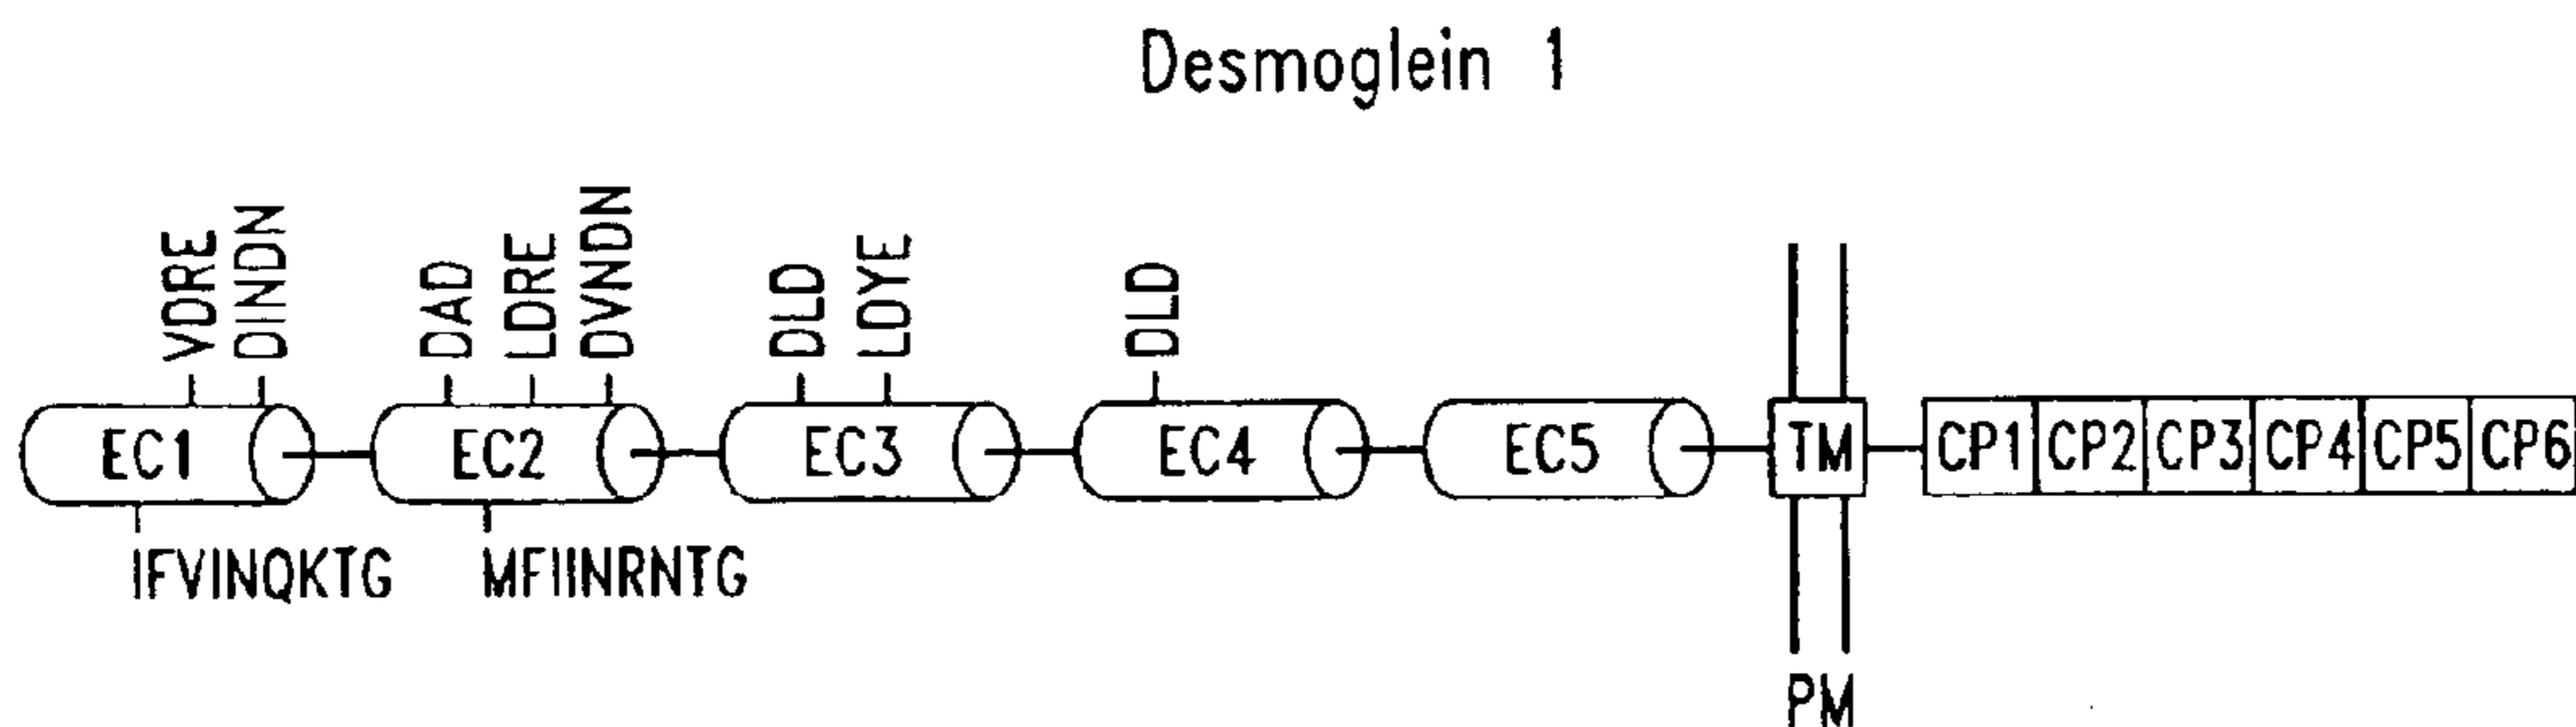 Desmoglein 1
VDRE
DINDN
DAD
LDRE
DVNDN
DLD
LDYE
DLD
EC1 EC2 EC3 EC4 EC5 TM CP1 CP2 CP3 CP4 CP5 CP6
IFVINQKTG MFIINRNTG
PM